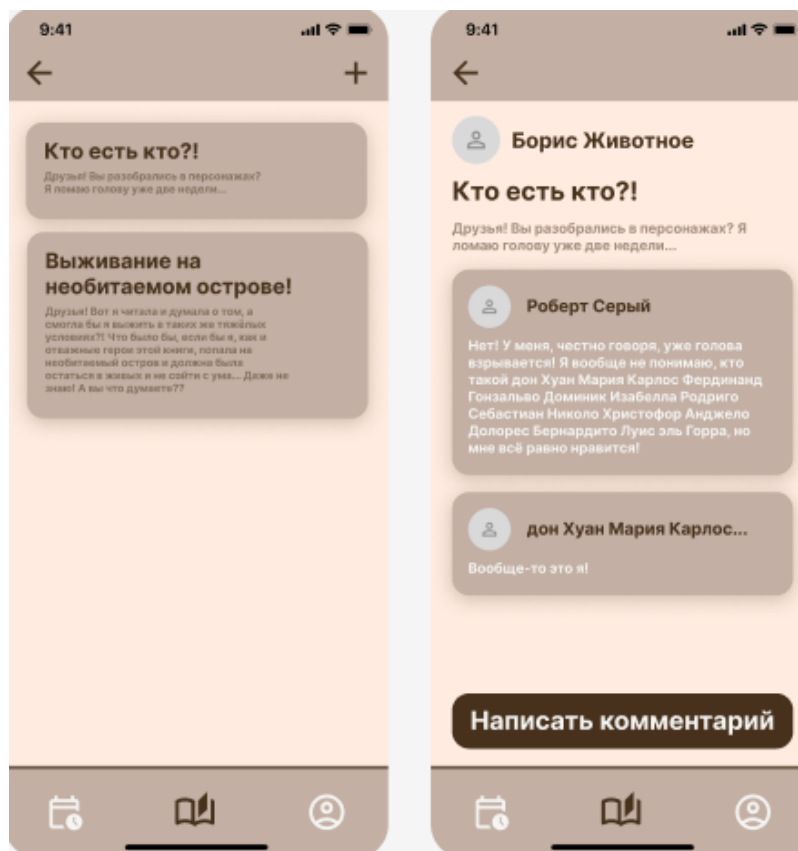 9:41
Кто есть кто?!
Друзья! Вы разобрались в персонажах?
Я ломаю голову уже две недели...
Выживание на
необитаемом острове!
Друзья! Вот я читала и думала о том, а
смогла бы я выжить в таких же тяжёлых
условиях?! Что было бы, если бы я, как и
отважные герои этой книги, попала на
необитаемый остров и должна была
остаться в живых и не сойти с ума... Даже не
знаю! А вы что думаете??
9:41
Борис Животное
Кто есть кто?!
Друзья! Вы разобрались в персонажах? Я
ломаю голову уже две недели...
Роберт Серый
Нет! У меня, честно говоря, уже голова
взрывается! Я вообще не понимаю, кто
такой дон Хуан Мария Карлос Фердинанд
Гонзальво Доминик Изабелла Родриго
Себастиан Николо Христофор Анджело
Долорес Бернардито Луис эль Горра, но
мне всё равно нравится!
дон Хуан Мария Карлос...
Вообще-то это я!
Написать комментарий